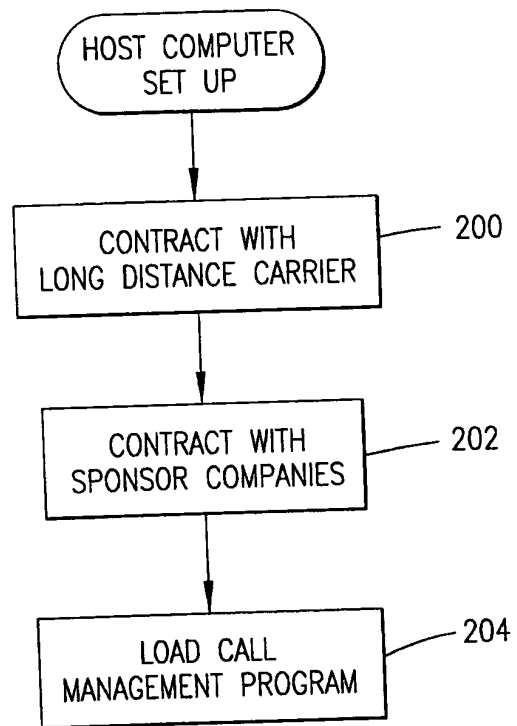 HOST COMPUTER
SET UP
CONTRACT WITH
LONG DISTANCE CARRIER
200
CONTRACT WITH
SPONSOR COMPANIES
202
LOAD CALL
MANAGEMENT PROGRAM
204